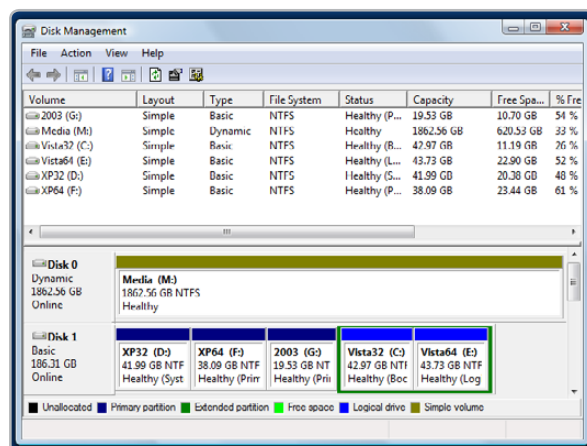 Disk Management
File Action View Help
Volume Layout Type File System Status Capacity Free Spa... % Fre
2003 (G:) Simple Basic NTFS Healthy (P... 19.53 GB 10.70 GB 54 %
Media (M:) Simple Dynamic NTFS Healthy 1862.56 GB 620.53 GB 33 %
Vista32 (C:) Simple Basic NTFS Healthy (B... 42.97 GB 11.19 GB 26 %
Vista64 (E:) Simple Basic NTFS Healthy (L... 43.73 GB 22.90 GB 52 %
XP32 (D:) Simple Basic NTFS Healthy (S... 41.99 GB 20.38 GB 48 %
XP64 (F:) Simple Basic NTFS Healthy (P... 38.09 GB 23.44 GB 61 %
Disk 0
Dynamic
1862.56 GB
Online
Media (M:)
1862.56 GB NTFS
Healthy
Disk 1
Basic
186.31 GB
Online
XP32 (D:)
41.99 GB NTF
Healthy (Syst
XP64 (F:)
38.09 GB NTF
Healthy (Prin
2003 (G:)
19.53 GB NT
Healthy (Pri
Vista32 (C:)
42.97 GB NTI
Healthy (Boc
Vista64 (E:)
43.73 GB NTF
Healthy (Log
Unallocated Primary partition Extended partition Free space Logical drive Simple volume